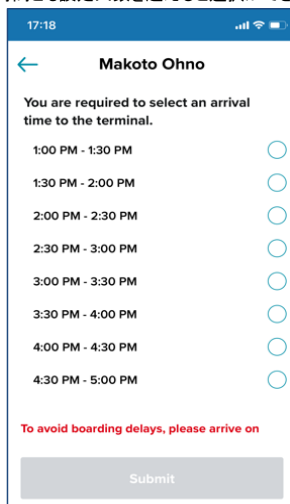 17:18
Makoto Ohno
You are required to select an arrival
time to the terminal.
1:00 PM - 1:30 PM
1:30 PM - 2:00 PM
2:00 PM - 2:30 PM
2:30 PM - 3:00 PM
3:00 PM - 3:30 PM
3:30 PM - 4:00 PM
4:00 PM - 4:30 PM
4:30 PM - 5:00 PM
To avoid boarding delays, please arrive on
Submit